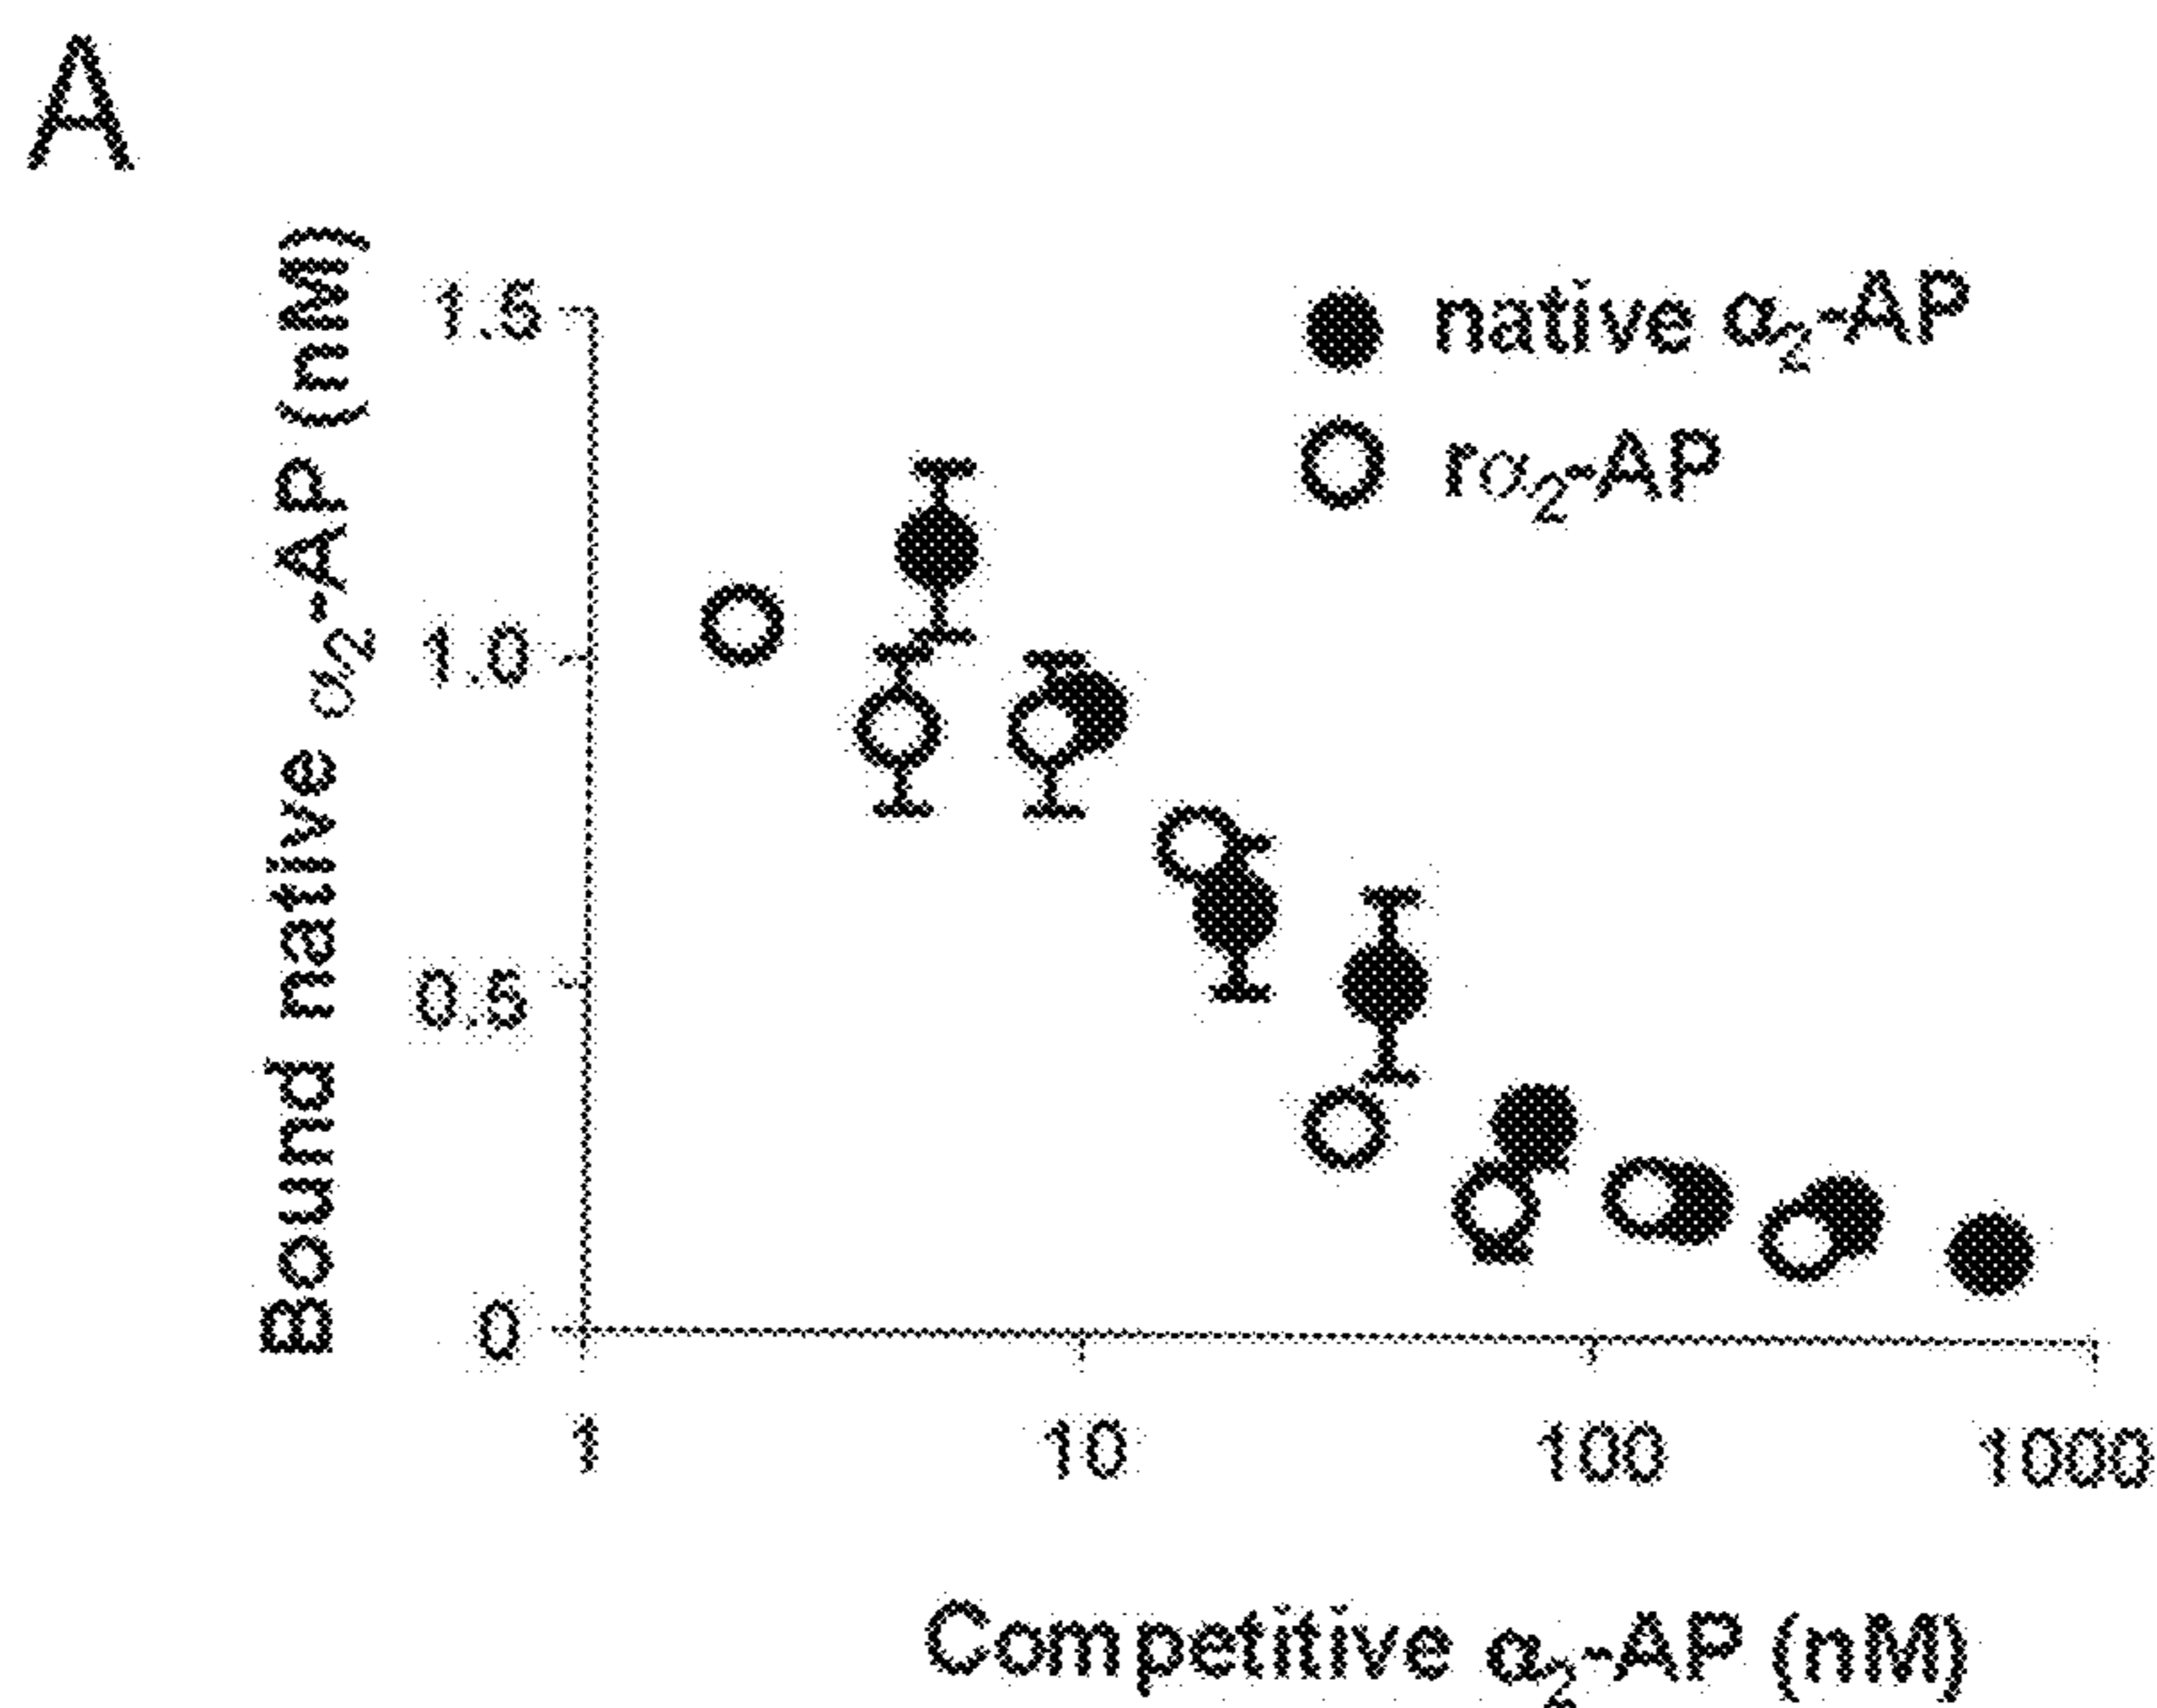 A
Bound native α2-AP (nM)
1.5
1.0
0.5
0
native α2-AP
rα2-AP
1
10
100
1000
Competitive α2-AP (nM)